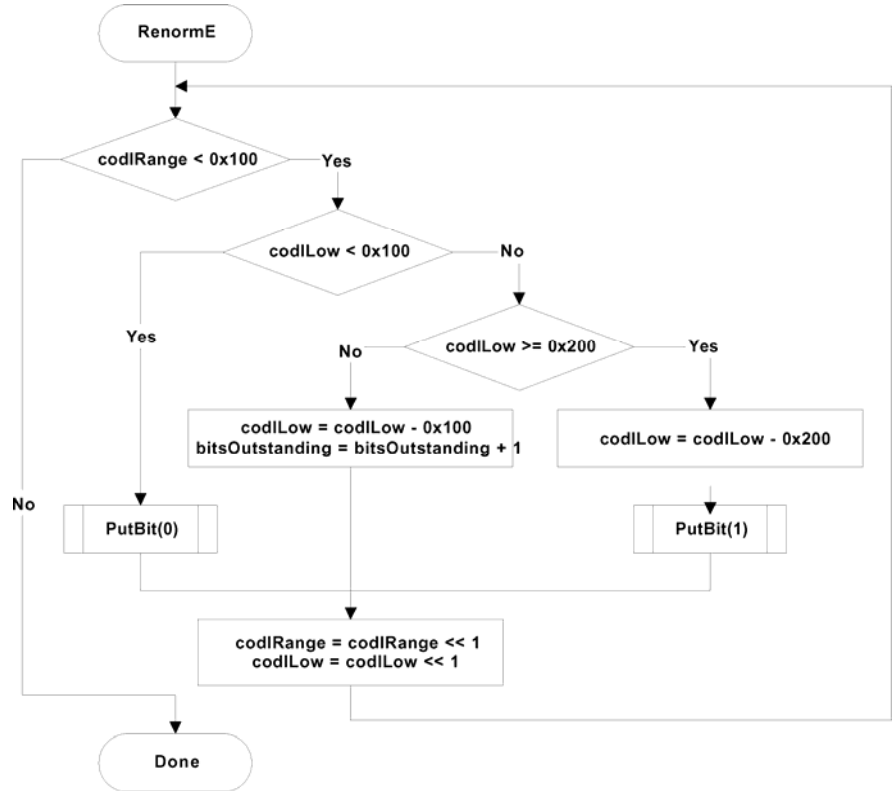 RenormE
codIRange < 0x100
Yes
codILow < 0x100
No
Yes
codILow >= 0x200
No
Yes
codILow = codILow - 0x100
bitsOutstanding = bitsOutstanding + 1
codILow = codILow - 0x200
No
PutBit(0)
PutBit(1)
codIRange = codIRange << 1
codILow = codILow << 1
Done